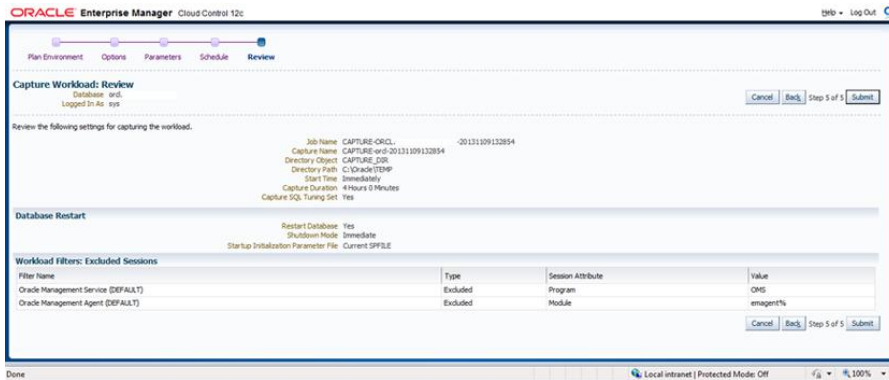 ORACLE Enterprise Manager Cloud Control 12c
Help Log Out
Plan Environment Options Parameters Schedule Review
Capture Workload: Review
Database orcl.
Logged In As sys
Cancel Back Step 5 of 5 Submit
Review the following settings for capturing the workload.
Job Name CAPTURE-ORCL. -20131109132854
Capture Name CAPTURE-orcl-20131109132854
Directory Object CAPTURE_DIR
Directory Path C:\Oracle\TEMP
Start Time Immediately
Capture Duration 4 Hours 0 Minutes
Capture SQL Tuning Set Yes
Database Restart
Restart Database Yes
Shutdown Mode Immediate
Startup Initialization Parameter File Current SPFILE
Workload Filters: Excluded Sessions
Filter Name Type Session Attribute Value
Oracle Management Service (DEFAULT) Excluded Program OMS
Oracle Management Agent (DEFAULT) Excluded Module emagent%
Cancel Back Step 5 of 5 Submit
Done Local intranet | Protected Mode: Off 100%